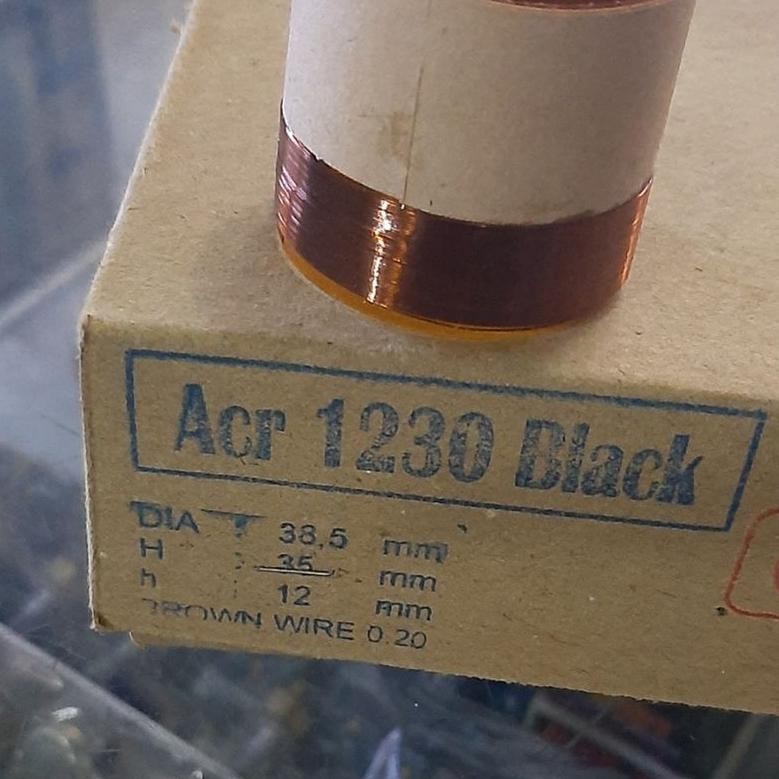 Acr 1230 Black
DIA : 38,5 mm
H : 35 mm
h : 12 mm
BROWN WIRE 0.20